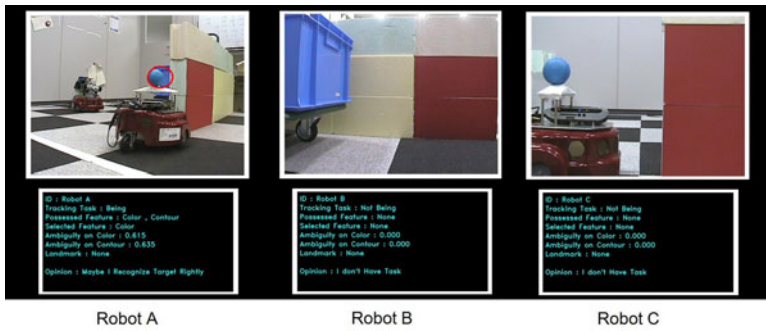 ID : Robot A
Tracking Task : Being
Possessed Feature : Color , Contour
Selected Feature : Color
Ambiguity on Color : 0.615
Ambiguity on Contour : 0.635
Landmark : None
Opinion : Maybe I Recognize Target Rightly
ID : Robot B
Tracking Task : Not Being
Possessed Feature : None
Selected Feature : None
Ambiguity on Color : 0.000
Ambiguity on Contour : 0.000
Landmark : None
Opinion : I don't Have Task
ID : Robot C
Tracking Task : Not Being
Possessed Feature : None
Selected Feature : None
Ambiguity on Color : 0.000
Ambiguity on Contour : 0.000
Landmark : None
Opinion : I don't Have Task
Robot A
Robot B
Robot C